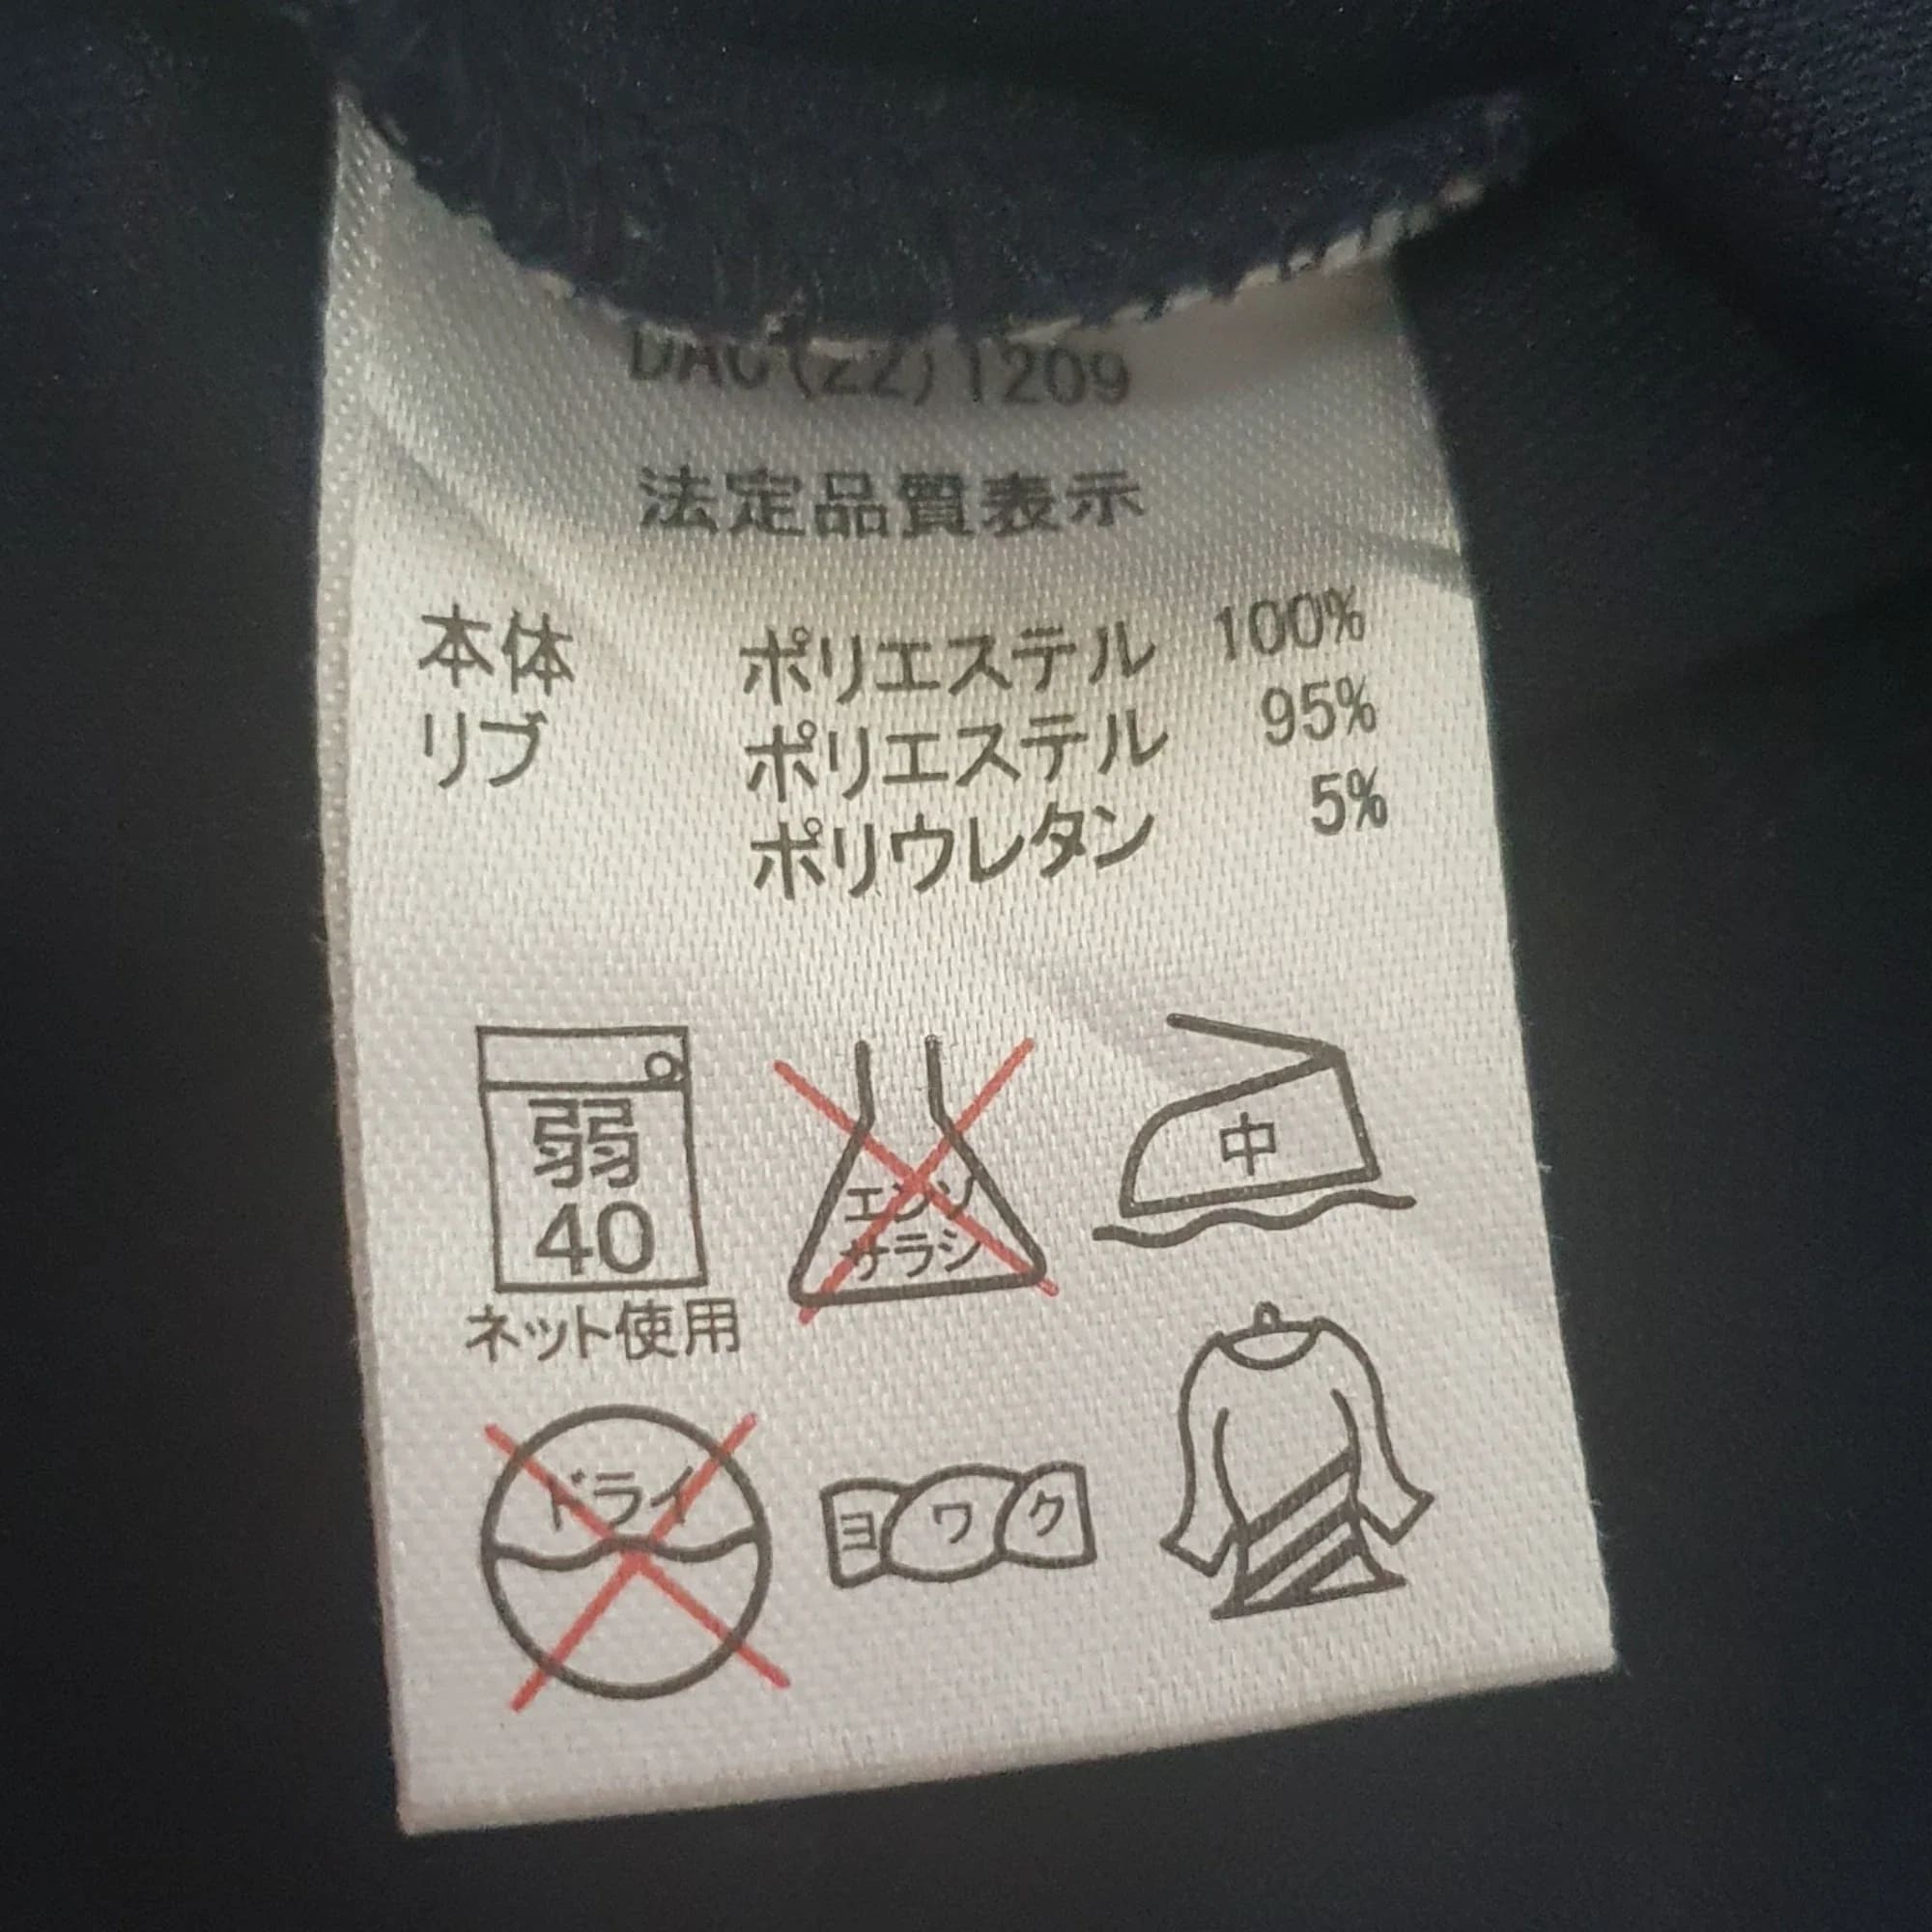 DAC(22)1209
法定品質表示
本体 ポリエステル 100%
リブ ポリエステル 95%
ポリウレタン 5%
弱
40
ネット使用
エンソ
サラシ
中
ドライ
ヨワク